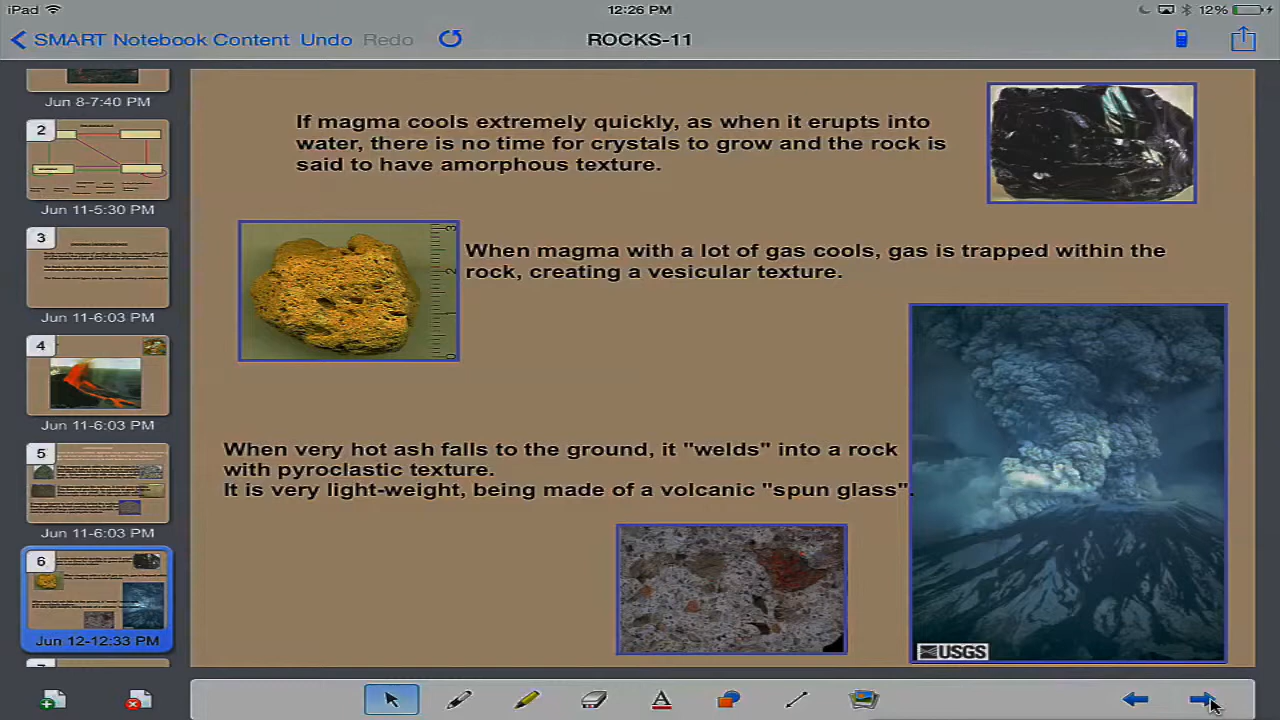 iPad
12:26 PM
12%
SMART Notebook Content
Undo
Redo
ROCKS-11
Jun 8-7:40 PM
2
Jun 11-5:30 PM
3
Jun 11-6:03 PM
4
Jun 11-6:03 PM
5
Jun 11-6:03 PM
6
Jun 12-12:33 PM
If magma cools extremely quickly, as when it erupts into
water, there is no time for crystals to grow and the rock is
said to have amorphous texture.
When magma with a lot of gas cools, gas is trapped within the
rock, creating a vesicular texture.
3
2
1
0
When very hot ash falls to the ground, it "welds" into a rock
with pyroclastic texture.
It is very light-weight, being made of a volcanic "spun glass".
USGS
A